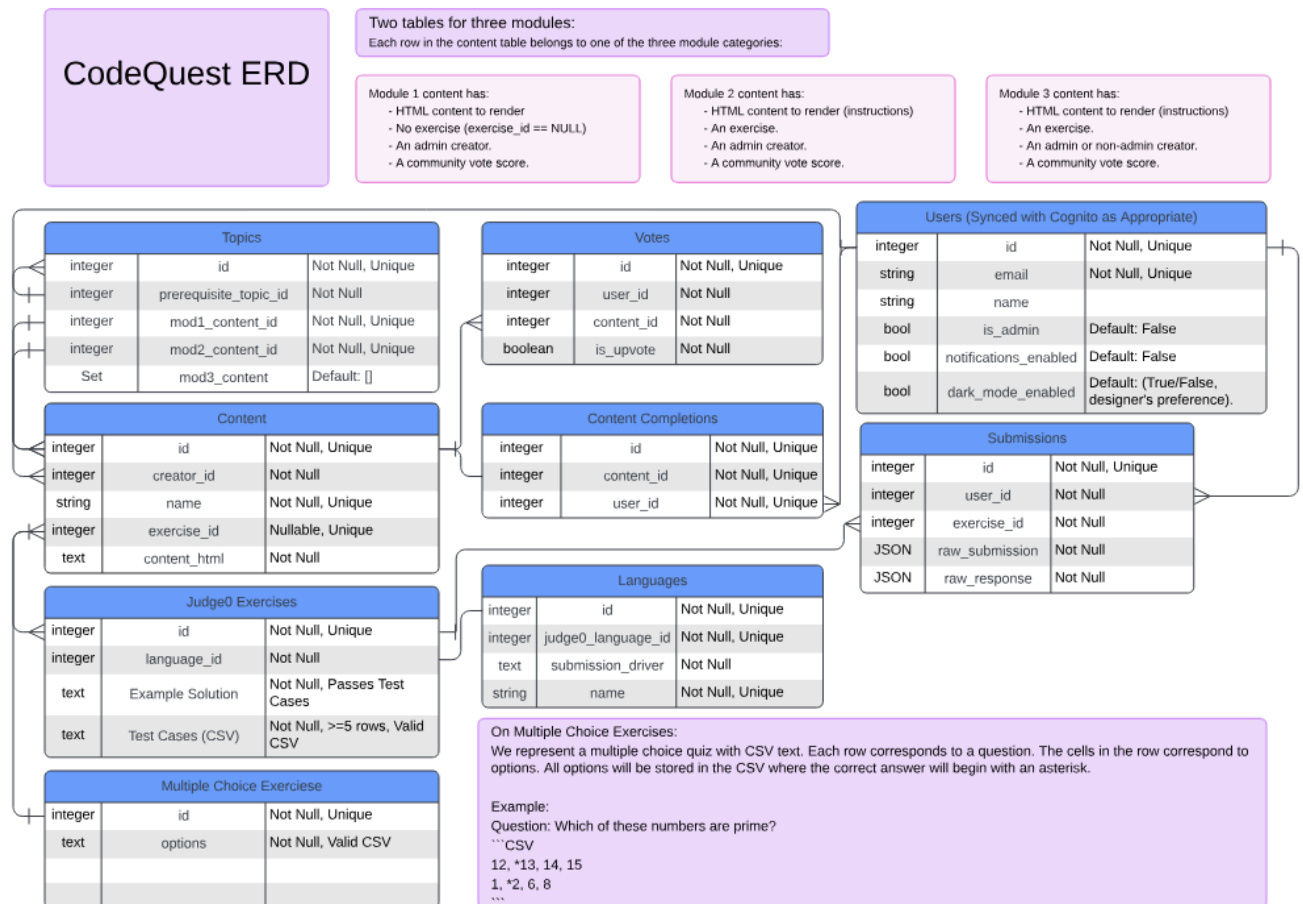 CodeQuest ERD
Two tables for three modules:
Each row in the content table belongs to one of the three module categories:
Module 1 content has:
- HTML content to render
- No exercise (exercise_id == NULL)
- An admin creator.
- A community vote score.
Module 2 content has:
- HTML content to render (instructions)
- An exercise.
- An admin creator.
- A community vote score.
Module 3 content has:
- HTML content to render (instructions)
- An exercise.
- An admin or non-admin creator.
- A community vote score.
Topics
integer id Not Null, Unique
integer prerequisite_topic_id Not Null
integer mod1_content_id Not Null, Unique
integer mod2_content_id Not Null, Unique
Set mod3_content Default: []
Votes
integer id Not Null, Unique
integer user_id Not Null
integer content_id Not Null
boolean is_upvote Not Null
Users (Synced with Cognito as Appropriate)
integer id Not Null, Unique
string email Not Null, Unique
string name
bool is_admin Default: False
bool notifications_enabled Default: False
bool dark_mode_enabled Default: (True/False,
designer's preference).
Content
integer id Not Null, Unique
integer creator_id Not Null
string name Not Null, Unique
integer exercise_id Nullable, Unique
text content_html Not Null
Content Completions
integer id Not Null, Unique
integer content_id Not Null, Unique
integer user_id Not Null, Unique
Submissions
integer id Not Null, Unique
integer user_id Not Null
integer exercise_id Not Null
JSON raw_submission Not Null
JSON raw_response Not Null
Judge0 Exercises
integer id Not Null, Unique
integer language_id Not Null
text Example Solution Not Null, Passes Test
Cases
text Test Cases (CSV) Not Null, >=5 rows, Valid
CSV
Languages
integer id Not Null, Unique
integer judge0_language_id Not Null, Unique
text submission_driver Not Null
string name Not Null, Unique
Multiple Choice Exerciese
integer id Not Null, Unique
text options Not Null, Valid CSV
On Multiple Choice Exercises:
We represent a multiple choice quiz with CSV text. Each row corresponds to a question. The cells in the row correspond to
options. All options will be stored in the CSV where the correct answer will begin with an asterisk.
Example:
Question: Which of these numbers are prime?
```CSV
12, *13, 14, 15
1, *2, 6, 8
```